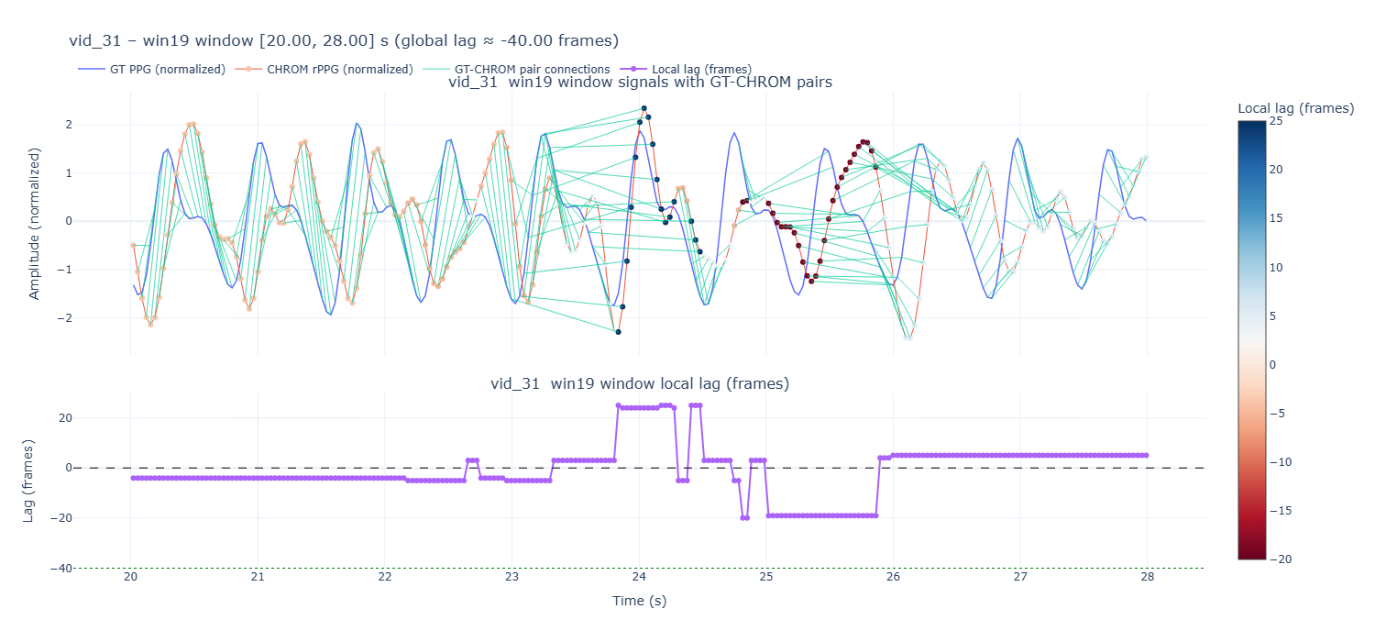 vid_31 – win19 window [20.00, 28.00] s (global lag ≈ -40.00 frames)
GT PPG (normalized) CHROM rPPG (normalized) GT-CHROM pair connections Local lag (frames)
vid_31 win19 window signals with GT-CHROM pairs
Local lag (frames)
Amplitude (normalized)
2
1
0
−1
−2
25
20
15
10
5
0
−5
−10
−15
−20
vid_31 win19 window local lag (frames)
Lag (frames)
20
0
−20
−40
20 21 22 23 24 25 26 27 28
Time (s)